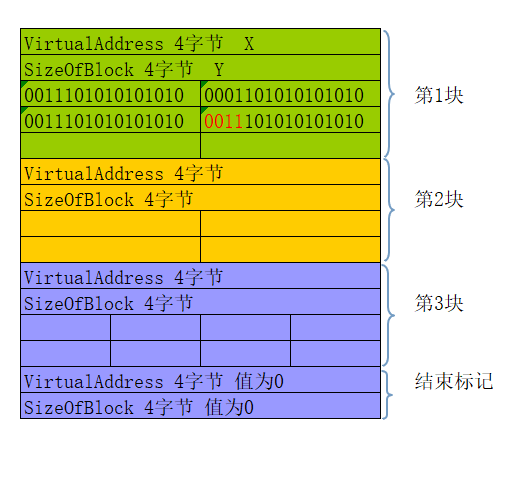 VirtualAddress 4字节 X
SizeOfBlock 4字节 Y
0011101010101010 0001101010101010
0011101010101010 0011101010101010
第1块
VirtualAddress 4字节
SizeOfBlock 4字节
第2块
VirtualAddress 4字节
SizeOfBlock 4字节
第3块
VirtualAddress 4字节 值为0
SizeOfBlock 4字节 值为0
结束标记